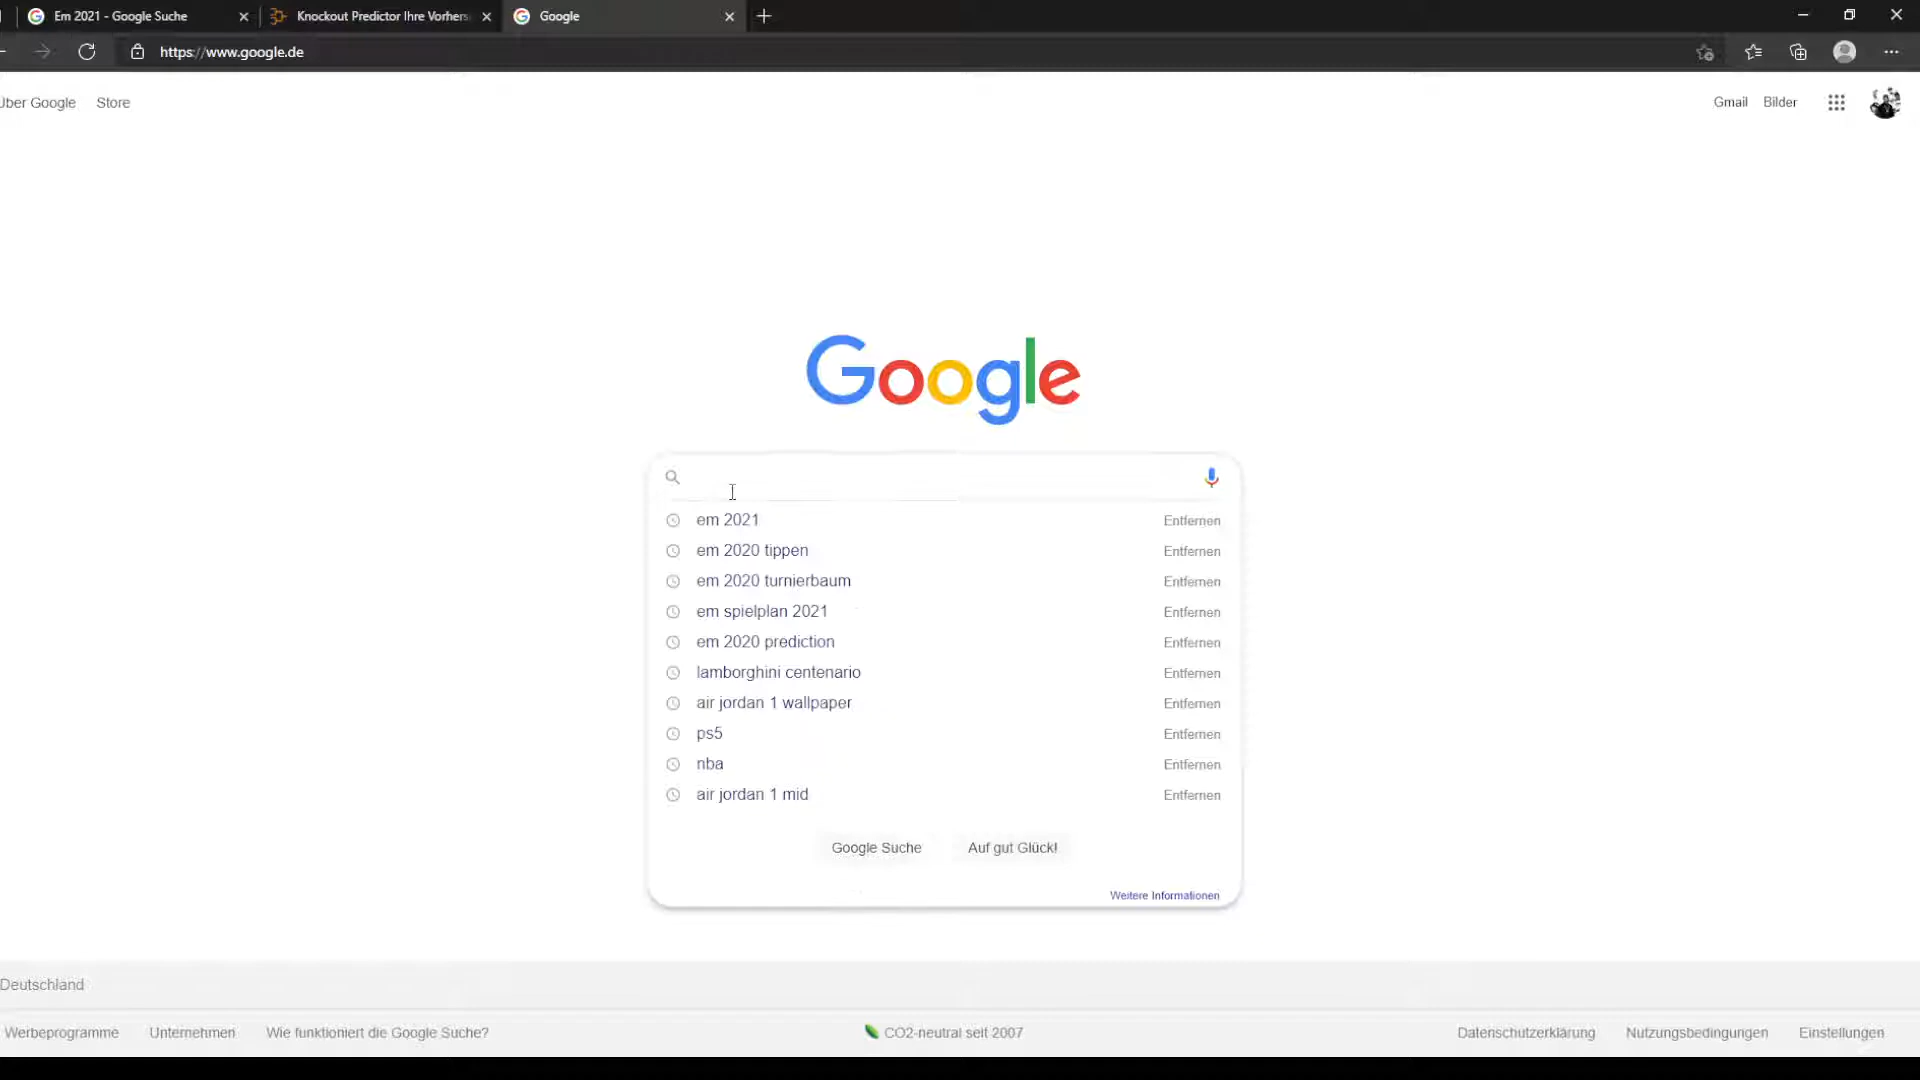 Em 2021 - Google Suche
Knockout Predictor Ihre Vorhers
Google
https://www.google.de
Über Google Store
Gmail Bilder
Google
em 2021 Entfernen
em 2020 tippen Entfernen
em 2020 turnierbaum Entfernen
em spielplan 2021 Entfernen
em 2020 prediction Entfernen
lamborghini centenario Entfernen
air jordan 1 wallpaper Entfernen
ps5 Entfernen
nba Entfernen
air jordan 1 mid Entfernen
Google Suche Auf gut Glück!
Weitere Informationen
Deutschland
Werbeprogramme Unternehmen Wie funktioniert die Google Suche? CO2-neutral seit 2007 Datenschutzerklärung Nutzungsbedingungen Einstellungen